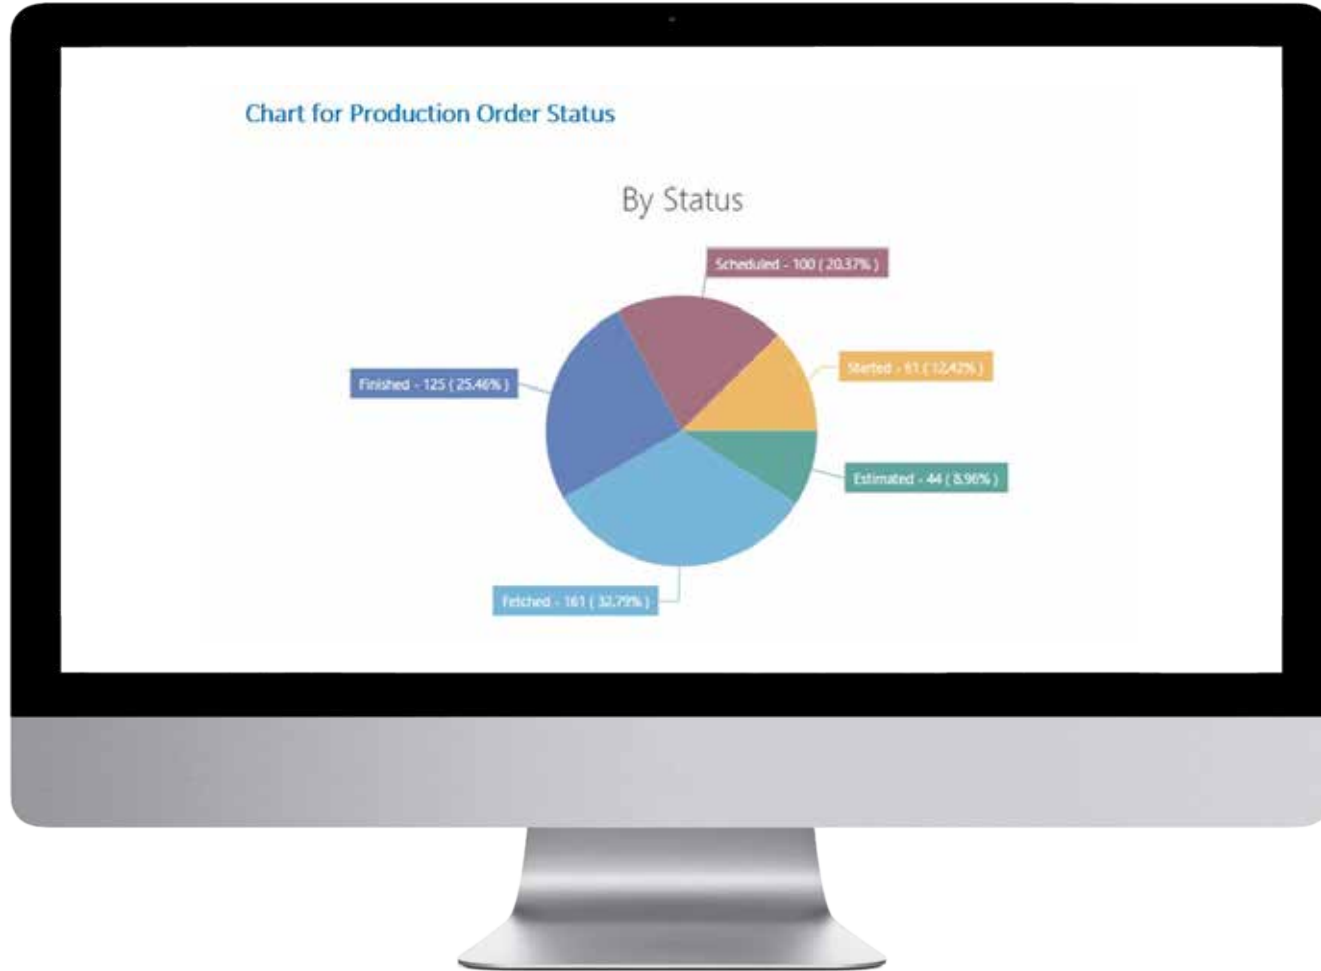 Chart for Production Order Status
By Status
Scheduled - 100 ( 20.37% )
Started - 61 ( 12.42% )
Finished - 125 ( 25.46% )
Estimated - 44 ( 8.96% )
Fetched - 161 ( 32.79% )